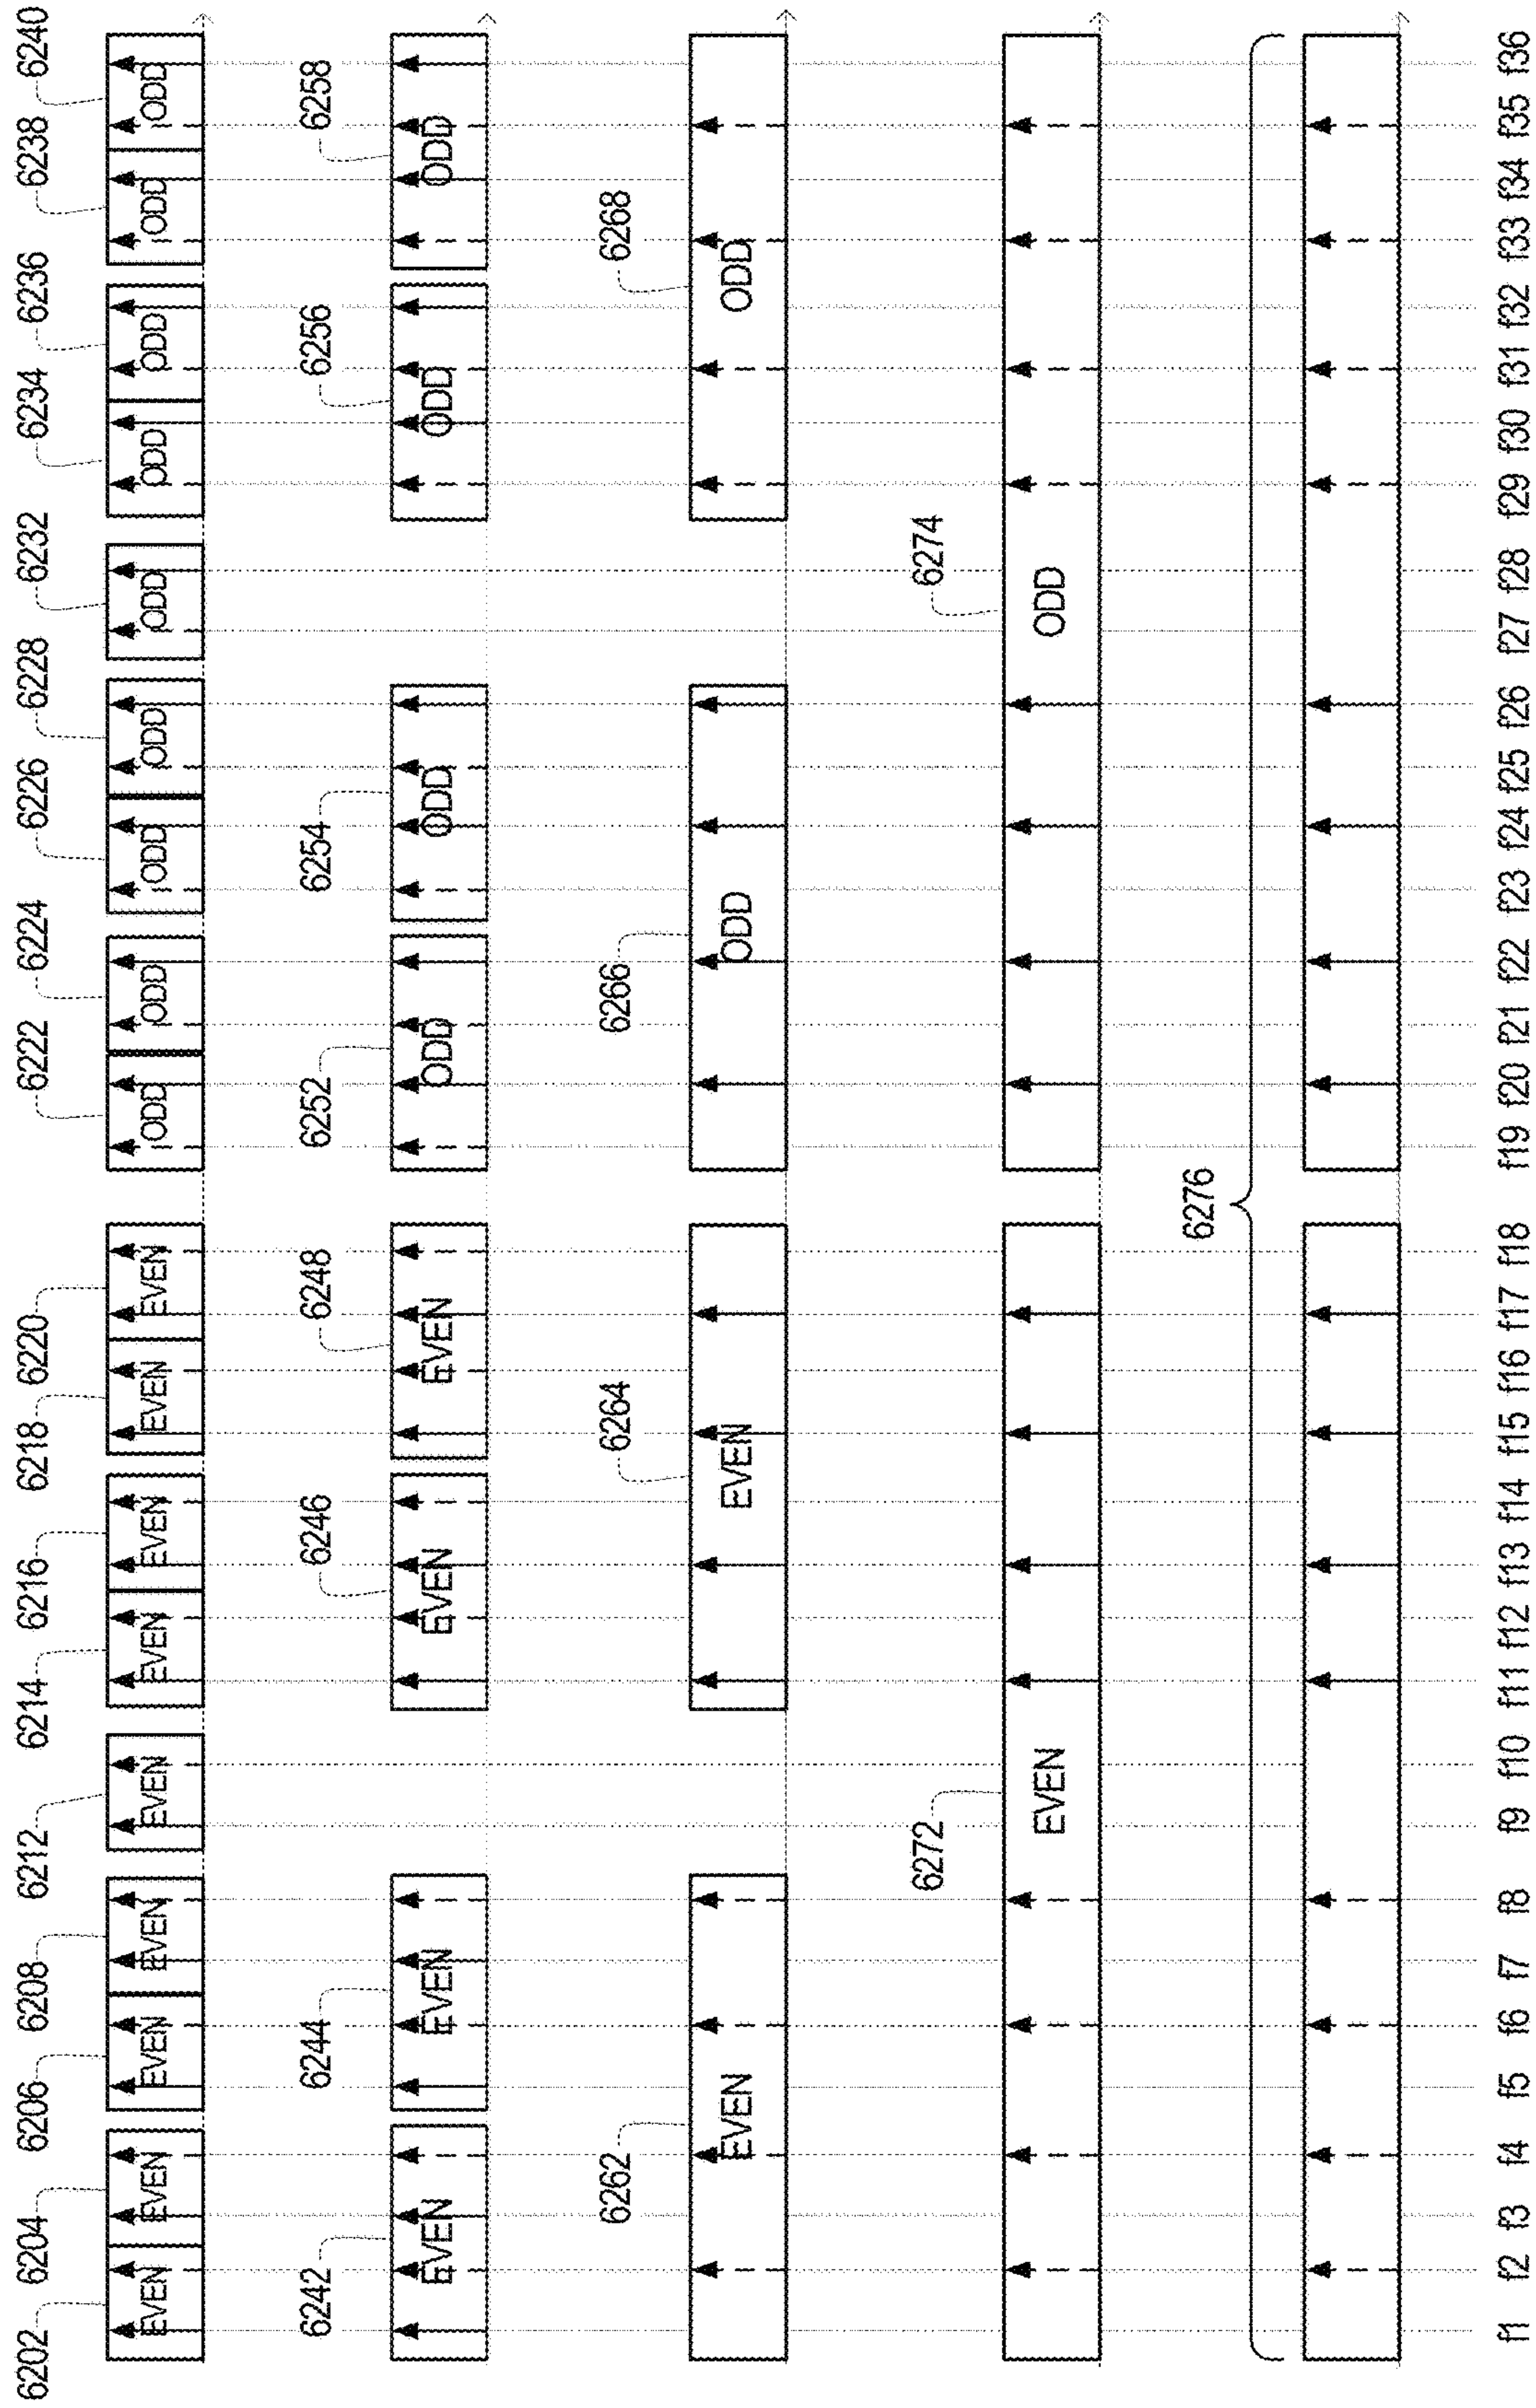 6202 6204 6206 6208 6212 6214 6216 6218 6220 6222 6224 6226 6228 6232 6234 6236 6238 6240
EVEN EVEN EVEN EVEN EVEN EVEN EVEN EVEN EVEN ODD ODD ODD ODD ODD ODD ODD ODD ODD
6242 6244 6246 6248 6252 6254 6256 6258
EVEN EVEN EVEN EVEN ODD ODD ODD ODD
6262 6264 6266 6268
EVEN EVEN ODD ODD
6272 6274
EVEN ODD
6276
f1 f2 f3 f4 f5 f6 f7 f8 f9 f10 f11 f12 f13 f14 f15 f16 f17 f18 f19 f20 f21 f22 f23 f24 f25 f26 f27 f28 f29 f30 f31 f32 f33 f34 f35 f36